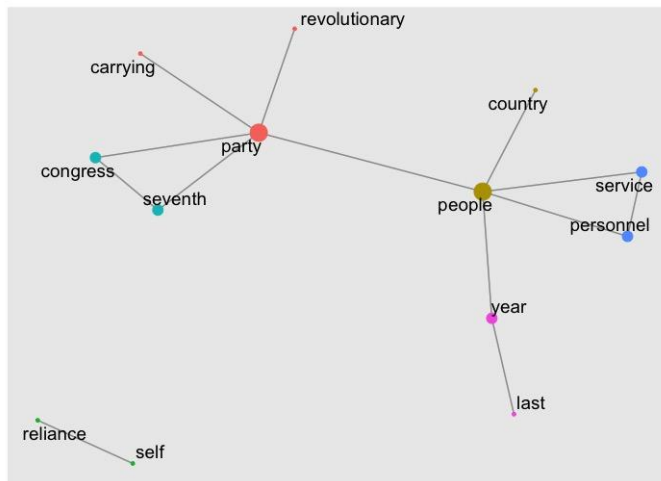 revolutionary
carrying
country
party
congress
service
seventh
people
personnel
year
last
reliance
self